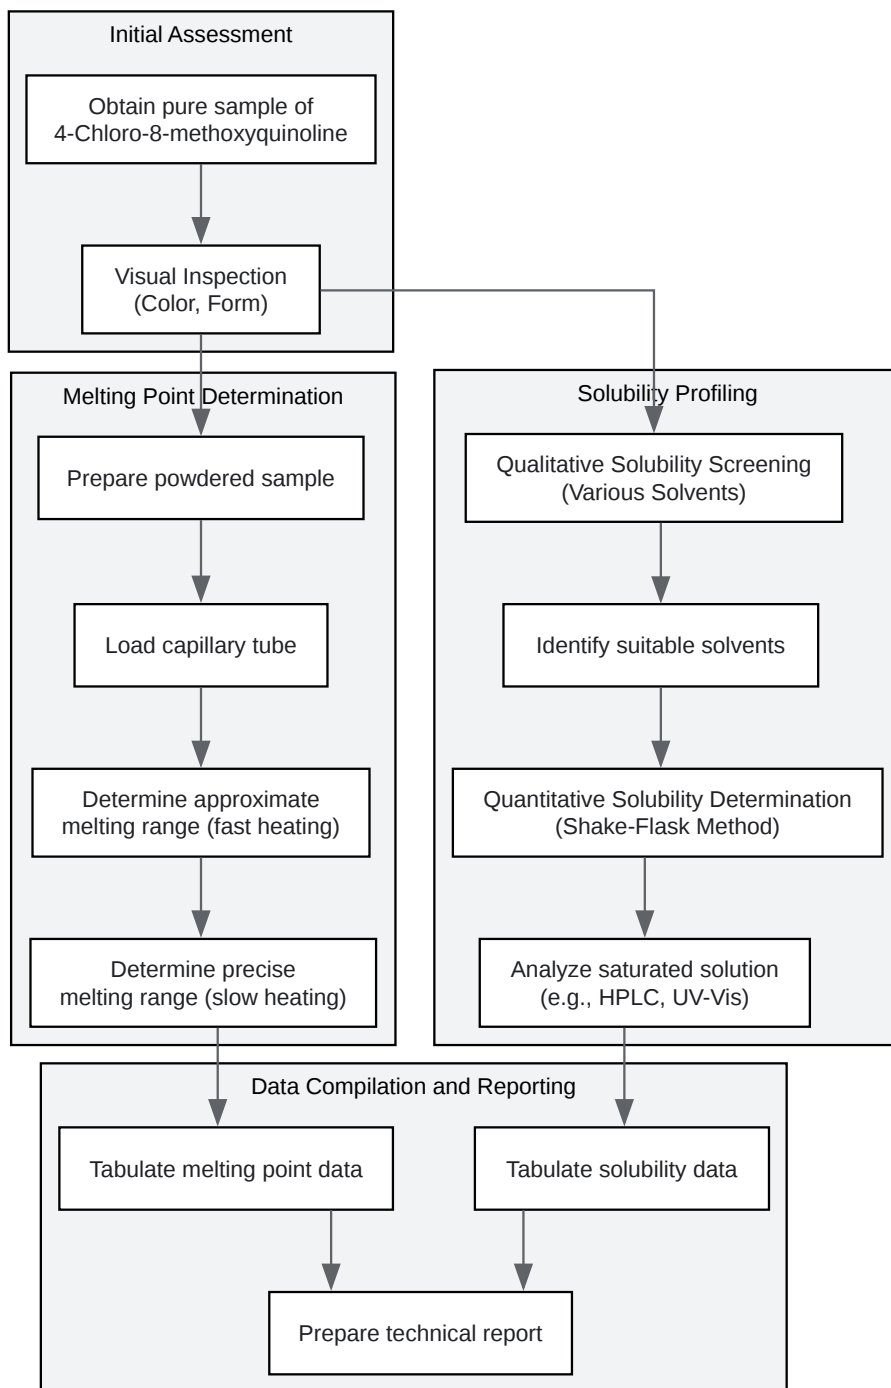 Initial Assessment
Obtain pure sample of
4-Chloro-8-methoxyquinoline
Visual Inspection
(Color, Form)
Melting Point Determination
Prepare powdered sample
Load capillary tube
Determine approximate
melting range (fast heating)
Determine precise
melting range (slow heating)
Solubility Profiling
Qualitative Solubility Screening
(Various Solvents)
Identify suitable solvents
Quantitative Solubility Determination
(Shake-Flask Method)
Analyze saturated solution
(e.g., HPLC, UV-Vis)
Data Compilation and Reporting
Tabulate melting point data
Tabulate solubility data
Prepare technical report